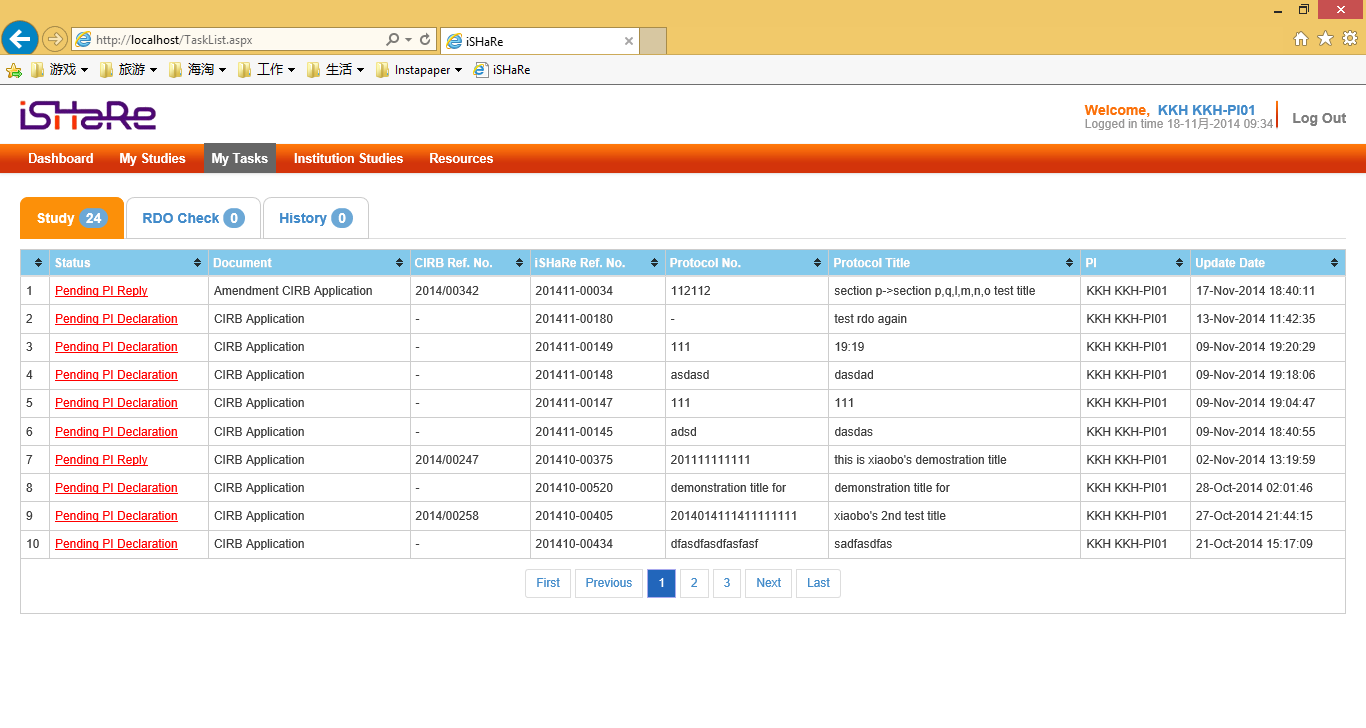 http://localhost/TaskList.aspx
iSHaRe
游戏 旅游 海淘 工作 生活 Instapaper iSHaRe
iSHaRe
Welcome, KKH KKH-PI01
Logged in time 18-11月-2014 09:34
Log Out
Dashboard My Studies My Tasks Institution Studies Resources
Study 24 RDO Check 0 History 0
Status Document CIRB Ref. No. iSHaRe Ref. No. Protocol No. Protocol Title PI Update Date
1 Pending PI Reply Amendment CIRB Application 2014/00342 201411-00034 112112 section p->section p,q,l,m,n,o test title KKH KKH-PI01 17-Nov-2014 18:40:11
2 Pending PI Declaration CIRB Application - 201411-00180 - test rdo again KKH KKH-PI01 13-Nov-2014 11:42:35
3 Pending PI Declaration CIRB Application - 201411-00149 111 19:19 KKH KKH-PI01 09-Nov-2014 19:20:29
4 Pending PI Declaration CIRB Application - 201411-00148 asdasd dasdad KKH KKH-PI01 09-Nov-2014 19:18:06
5 Pending PI Declaration CIRB Application - 201411-00147 111 111 KKH KKH-PI01 09-Nov-2014 19:04:47
6 Pending PI Declaration CIRB Application - 201411-00145 adsd dasdas KKH KKH-PI01 09-Nov-2014 18:40:55
7 Pending PI Reply CIRB Application 2014/00247 201410-00375 201111111111 this is xiaobo's demostration title KKH KKH-PI01 02-Nov-2014 13:19:59
8 Pending PI Declaration CIRB Application - 201410-00520 demonstration title for demonstration title for KKH KKH-PI01 28-Oct-2014 02:01:46
9 Pending PI Declaration CIRB Application 2014/00258 201410-00405 2014014111411111111 xiaobo's 2nd test title KKH KKH-PI01 27-Oct-2014 21:44:15
10 Pending PI Declaration CIRB Application - 201410-00434 dfasdfasdfasfasf sadfasdfas KKH KKH-PI01 21-Oct-2014 15:17:09
First Previous 1 2 3 Next Last